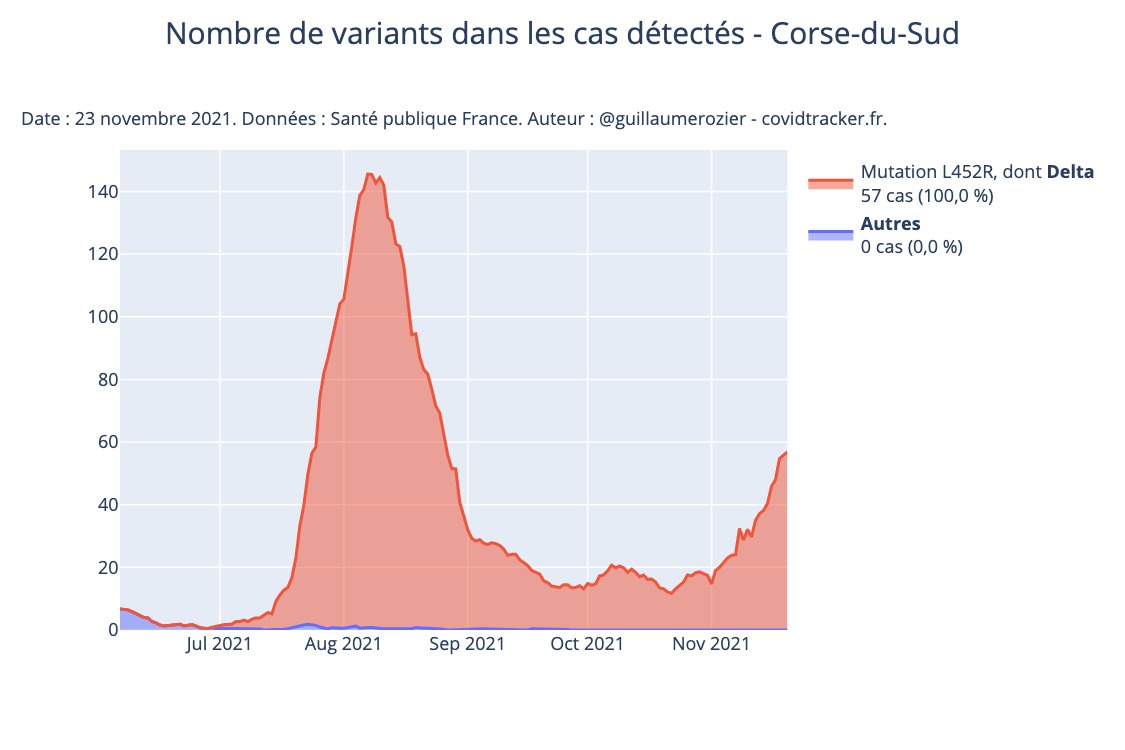 Nombre de variants dans les cas détectés - Corse-du-Sud
Date : 23 novembre 2021. Données : Santé publique France. Auteur : @guillaumerozier - covidtracker.fr.
Mutation L452R, dont Delta
57 cas (100,0 %)
Autres
0 cas (0,0 %)
140
120
100
80
60
40
20
0
Jul 2021
Aug 2021
Sep 2021
Oct 2021
Nov 2021